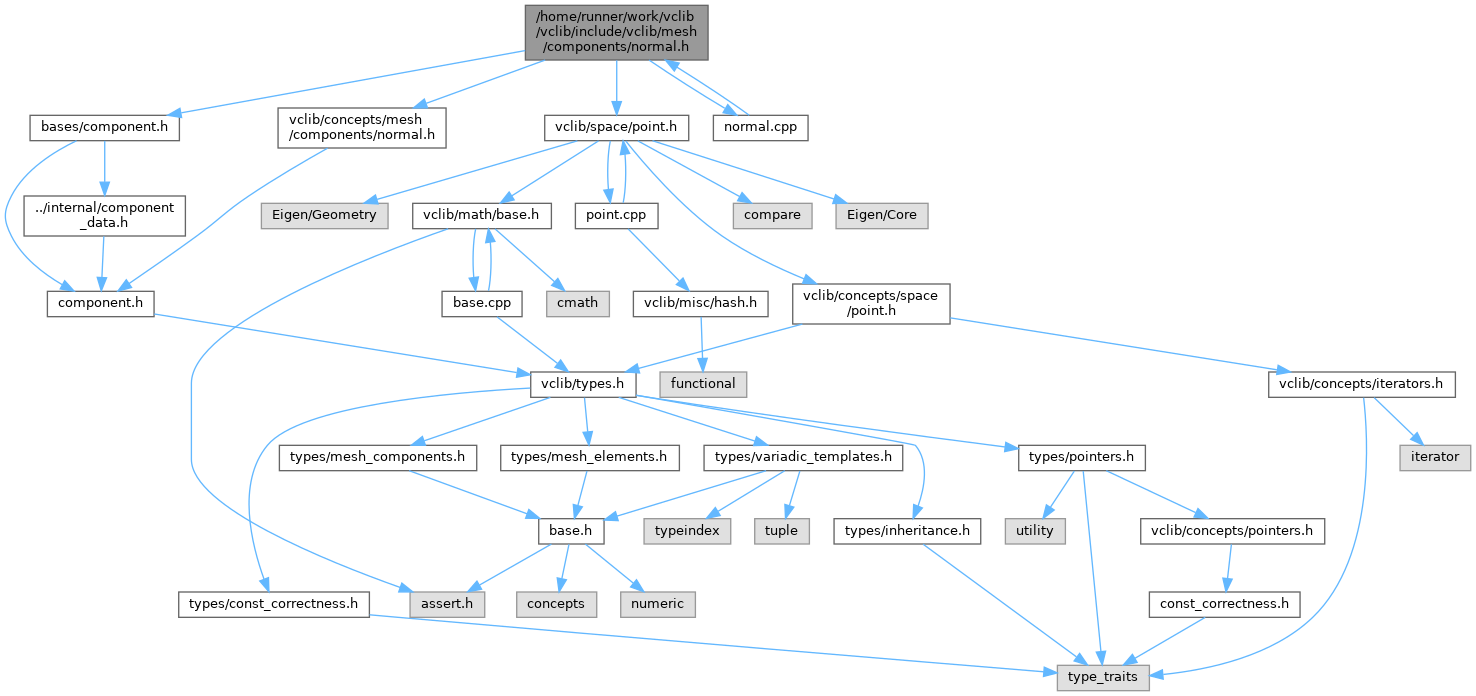 /home/runner/work/vclib
/vclib/include/vclib/mesh
/components/normal.h
bases/component.h
vclib/concepts/mesh
/components/normal.h
vclib/space/point.h
normal.cpp
../internal/component
_data.h
Eigen/Geometry
vclib/math/base.h
point.cpp
compare
Eigen/Core
component.h
base.cpp
cmath
vclib/misc/hash.h
vclib/concepts/space
/point.h
vclib/types.h
functional
vclib/concepts/iterators.h
types/mesh_components.h
types/mesh_elements.h
types/variadic_templates.h
types/pointers.h
iterator
base.h
typeindex
tuple
types/inheritance.h
utility
vclib/concepts/pointers.h
types/const_correctness.h
assert.h
concepts
numeric
const_correctness.h
type_traits